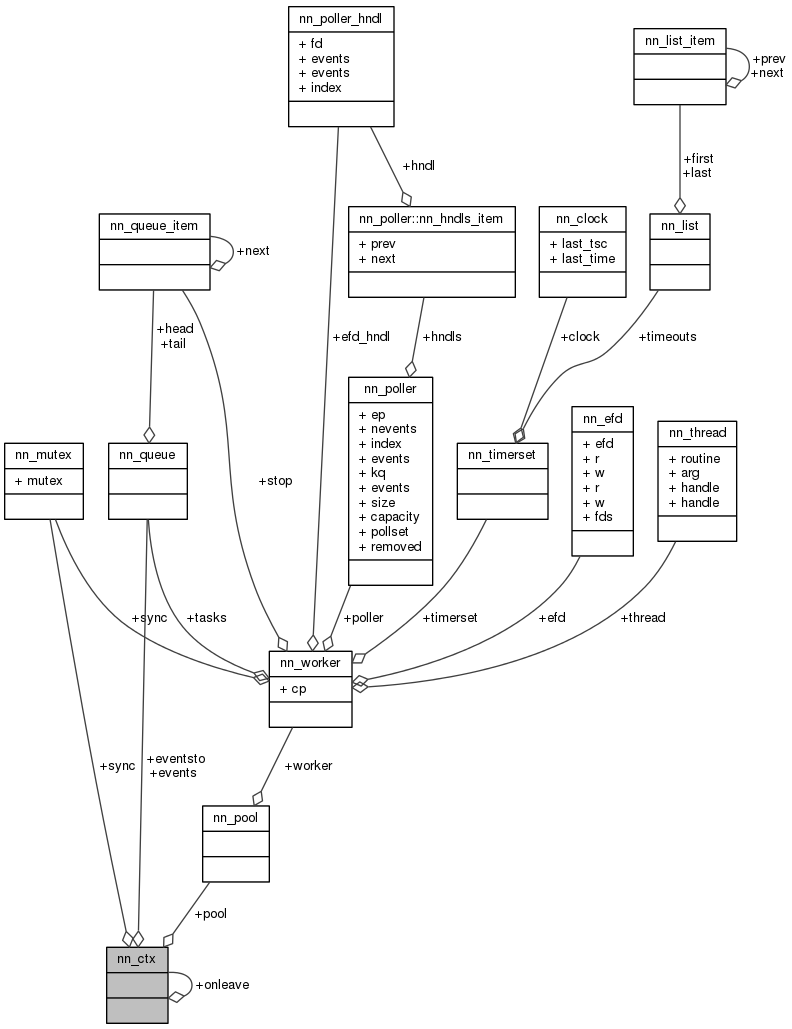 nn_poller_hndl
+ fd
+ events
+ events
+ index
nn_list_item
+prev
+next
+hndl
+first
+last
nn_queue_item
+next
nn_poller::nn_hndls_item
+ prev
+ next
nn_clock
+ last_tsc
+ last_time
nn_list
+head
+tail
+efd_hndl
+hndls
+clock
+timeouts
nn_poller
+ ep
+ nevents
+ index
+ events
+ kq
+ events
+ size
+ capacity
+ pollset
+ removed
nn_efd
+ efd
+ r
+ w
+ r
+ w
+ fds
nn_thread
+ routine
+ arg
+ handle
+ handle
nn_mutex
+ mutex
nn_queue
nn_timerset
+stop
+sync
+tasks
+poller
+timerset
+efd
+thread
nn_worker
+ cp
+sync
+eventsto
+events
+worker
nn_pool
+pool
nn_ctx
+onleave